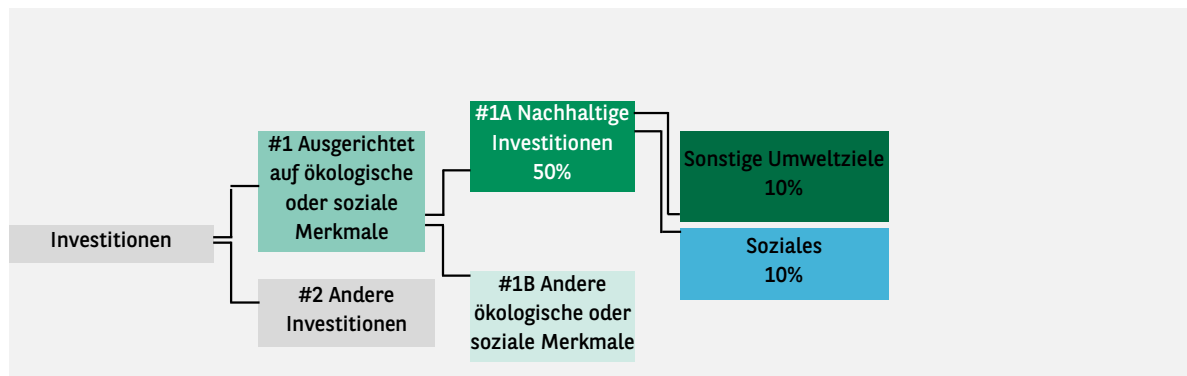 Investitionen
#1 Ausgerichtet
auf ökologische
oder soziale
Merkmale
#2 Andere
Investitionen
#1A Nachhaltige
Investitionen
50%
#1B Andere
ökologische oder
soziale Merkmale
Sonstige Umweltziele
10%
Soziales
10%